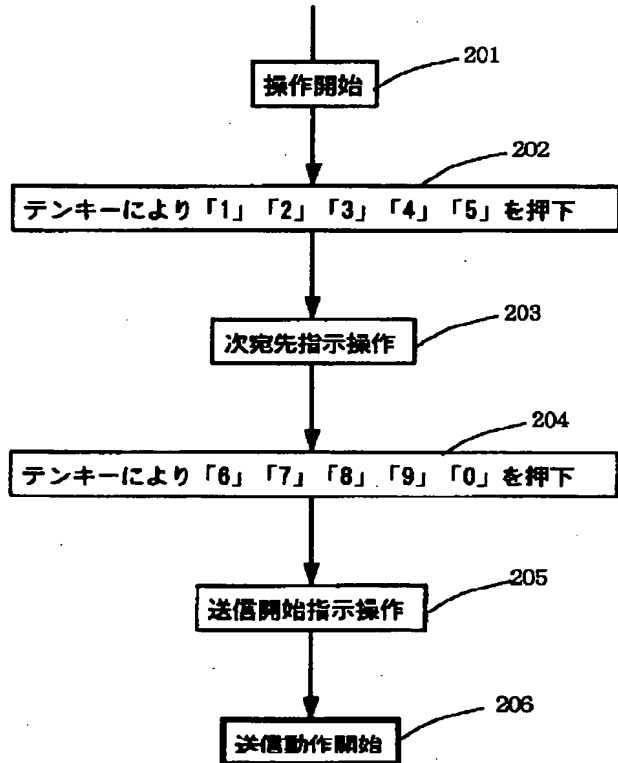 201
操作開始
202
テンキーにより「1」「2」「3」「4」「5」を押下
203
次宛先指示操作
204
テンキーにより「6」「7」「8」「9」「0」を押下
205
送信開始指示操作
206
送信動作開始